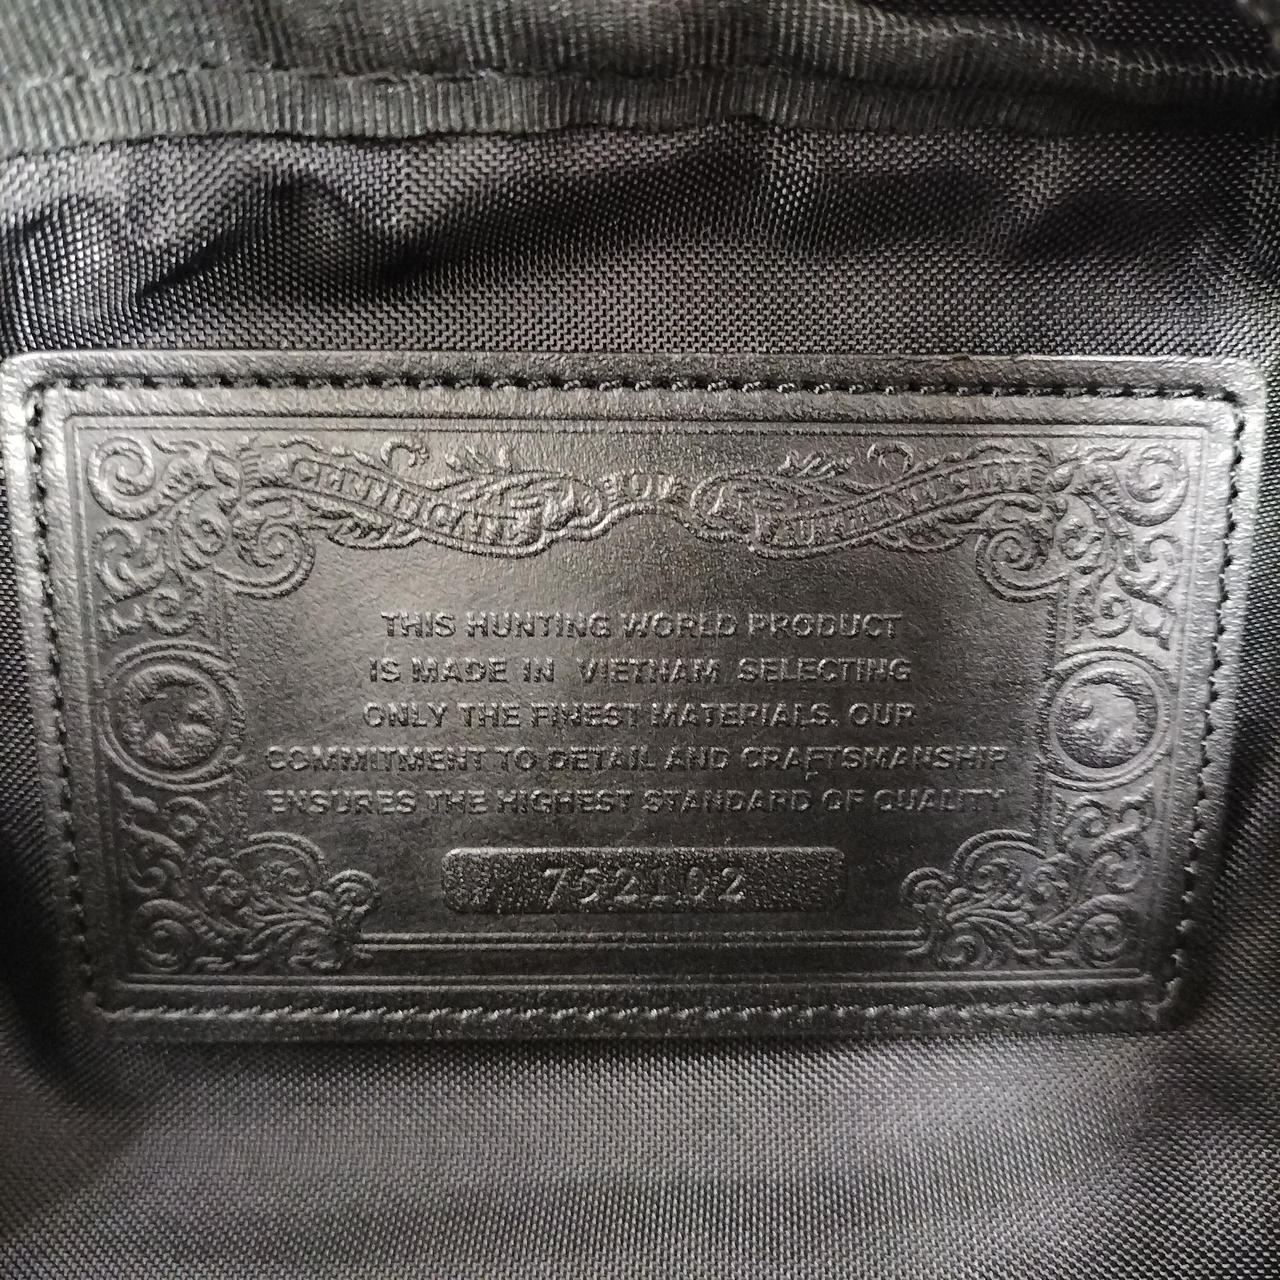 CERTIFICATE OF AUTHENTICITY
THIS HUNTING WORLD PRODUCT
IS MADE IN VIETNAM SELECTING
ONLY THE FINEST MATERIALS. OUR
COMMITMENT TO DETAIL AND CRAFTSMANSHIP
ENSURES THE HIGHEST STANDARD OF QUALITY
752102